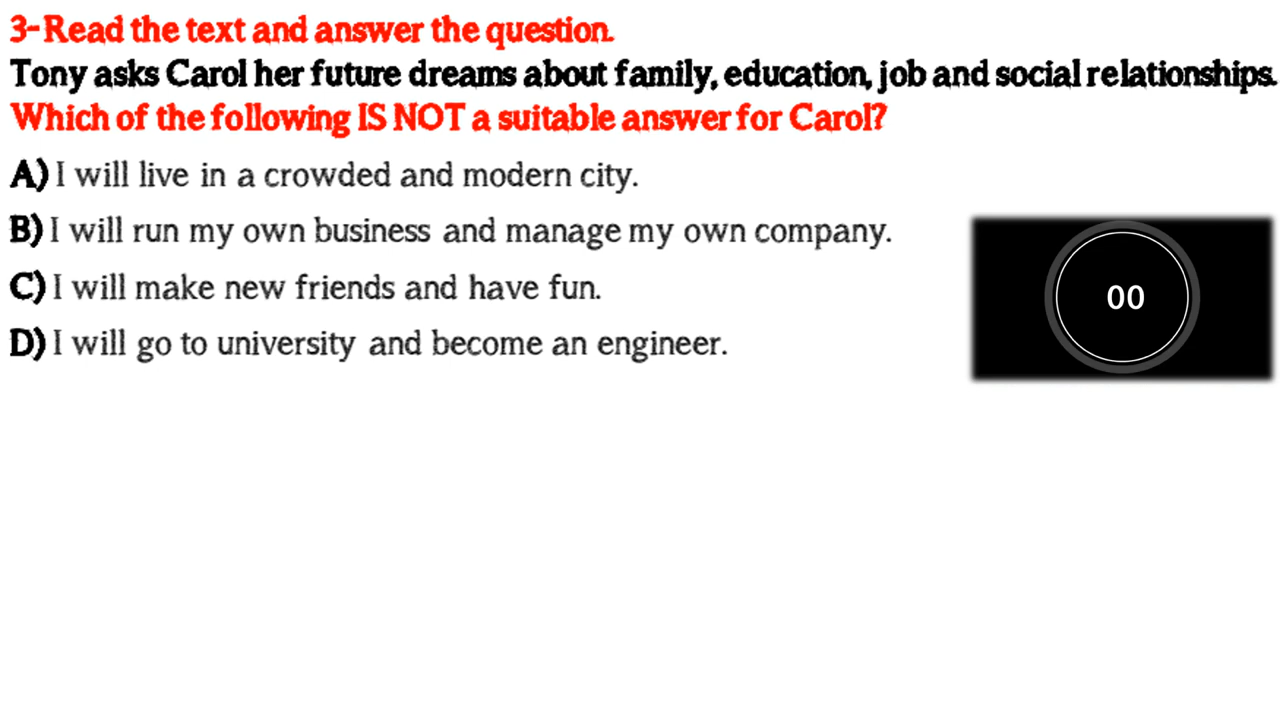 3-Read the text and answer the question.
Tony asks Carol her future dreams about family, education, job and social relationships.
Which of the following IS NOT a suitable answer for Carol?
A) I will live in a crowded and modern city.
B) I will run my own business and manage my own company.
C) I will make new friends and have fun.
D) I will go to university and become an engineer.
00